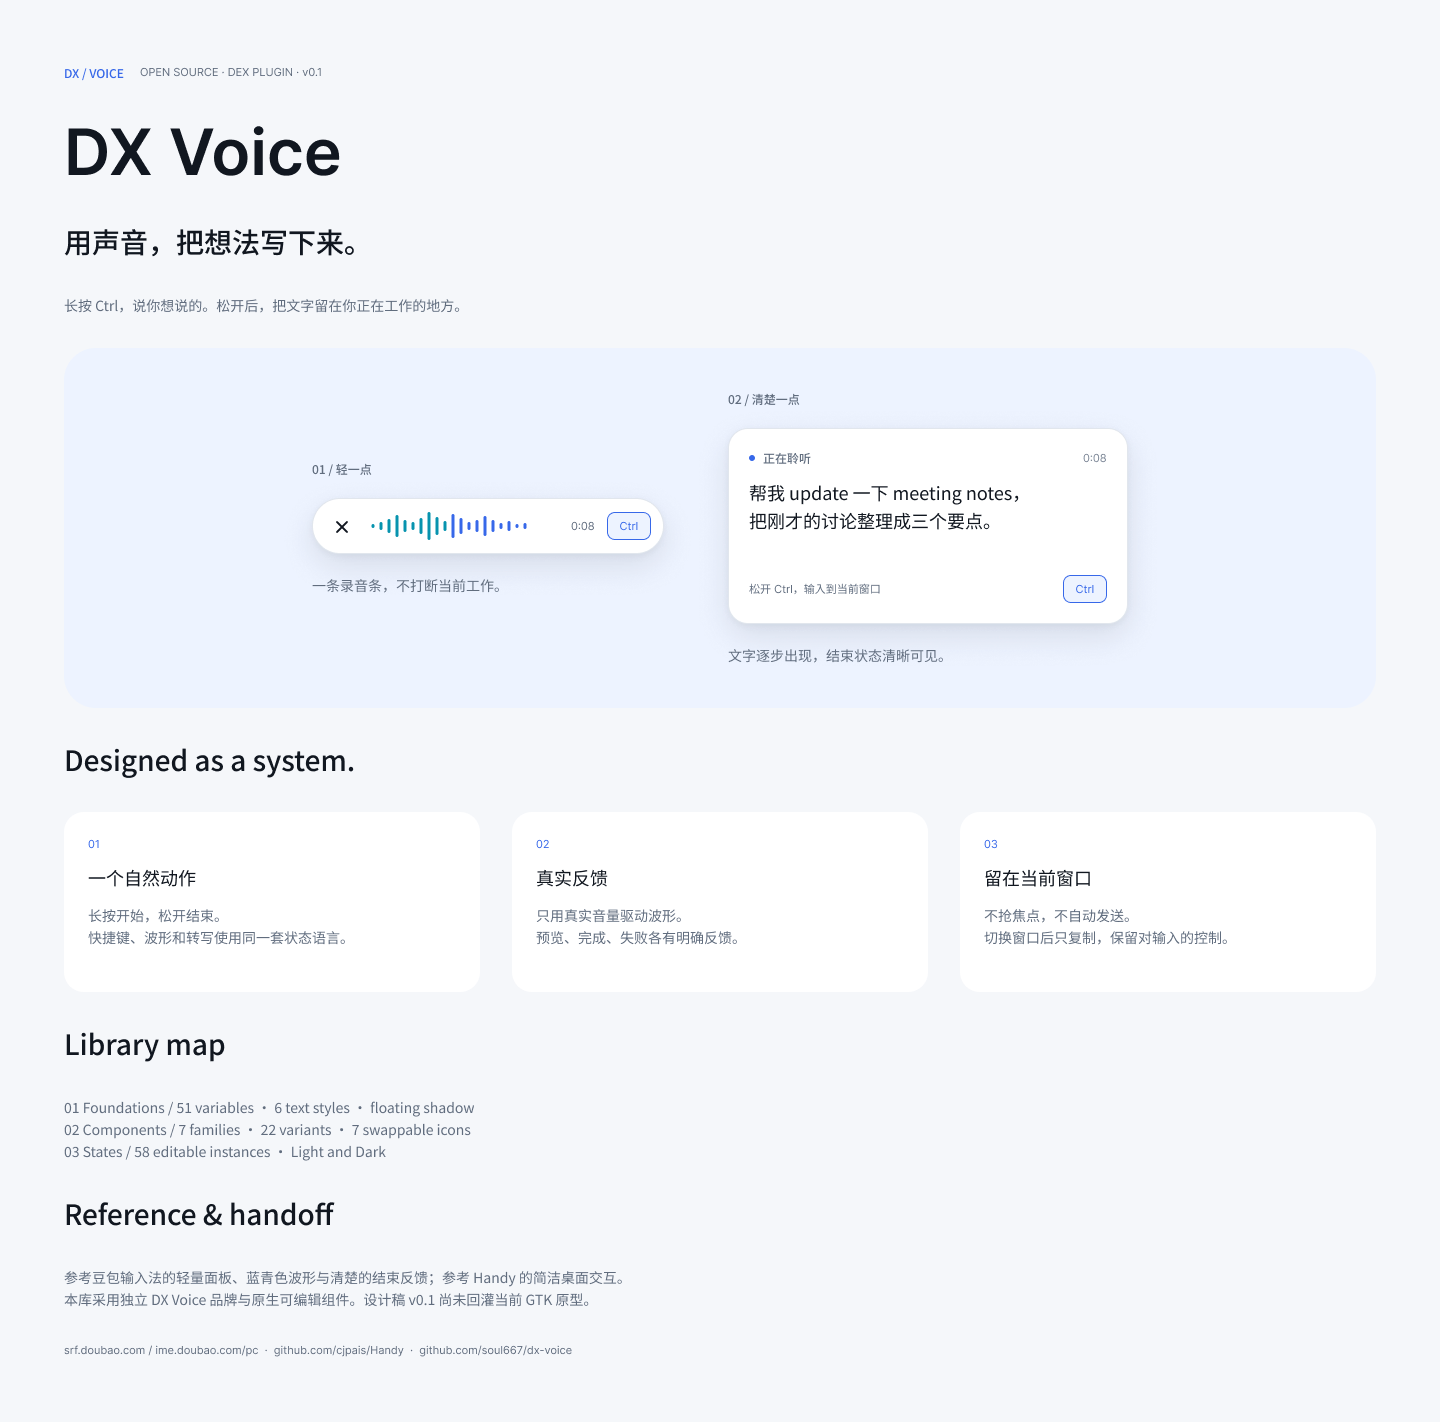 DX / VOICE OPEN SOURCE · DEX PLUGIN · v0.1
DX Voice
用声音，把想法写下来。
长按 Ctrl，说你想说的。松开后，把文字留在你正在工作的地方。
01 / 轻一点
0:08 Ctrl
一条录音条，不打断当前工作。
02 / 清楚一点
正在聆听 0:08
帮我 update 一下 meeting notes，
把刚才的讨论整理成三个要点。
松开 Ctrl，输入到当前窗口 Ctrl
文字逐步出现，结束状态清晰可见。
Designed as a system.
01
一个自然动作
长按开始，松开结束。
快捷键、波形和转写使用同一套状态语言。
02
真实反馈
只用真实音量驱动波形。
预览、完成、失败各有明确反馈。
03
留在当前窗口
不抢焦点，不自动发送。
切换窗口后只复制，保留对输入的控制。
Library map
01 Foundations / 51 variables · 6 text styles · floating shadow
02 Components / 7 families · 22 variants · 7 swappable icons
03 States / 58 editable instances · Light and Dark
Reference & handoff
参考豆包输入法的轻量面板、蓝青色波形与清楚的结束反馈；参考 Handy 的简洁桌面交互。
本库采用独立 DX Voice 品牌与原生可编辑组件。设计稿 v0.1 尚未回灌当前 GTK 原型。
srf.doubao.com / ime.doubao.com/pc · github.com/cjpais/Handy · github.com/soul667/dx-voice